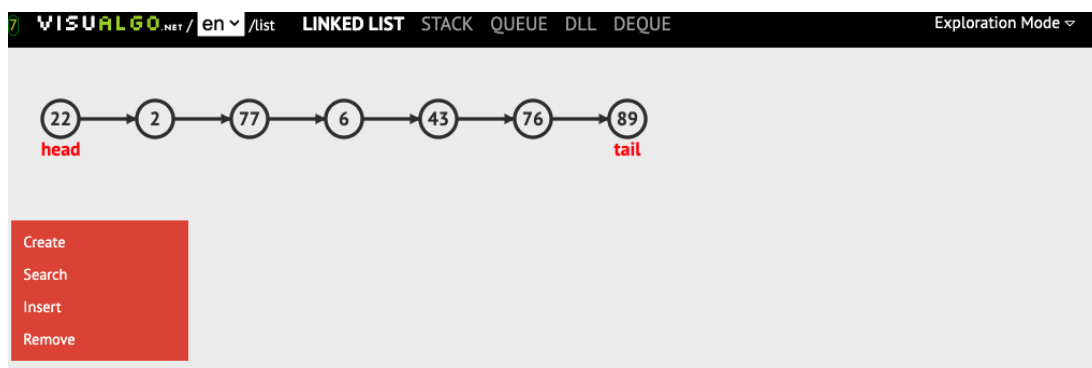 7 VISUALGO.NET / en /list LINKED LIST STACK QUEUE DLL DEQUE Exploration Mode ▿
22 2 77 6 43 76 89
head tail
Create
Search
Insert
Remove